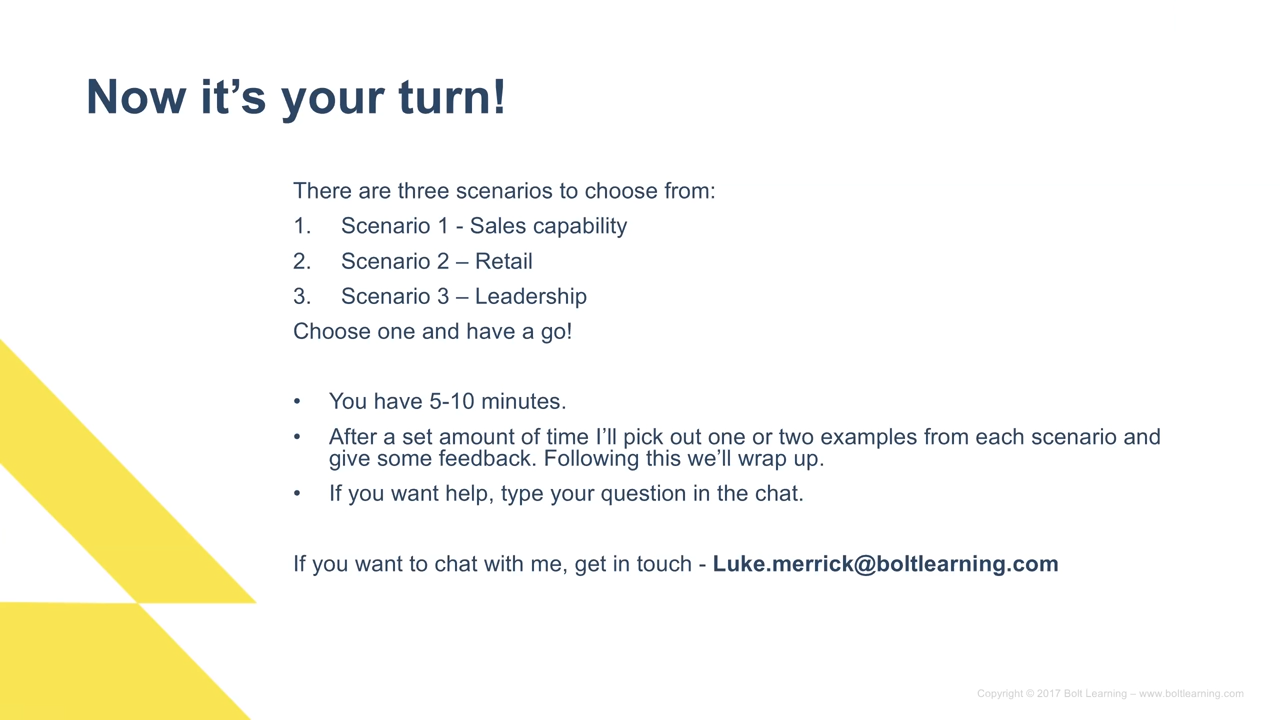 Now it’s your turn!
There are three scenarios to choose from:
1. Scenario 1 - Sales capability
2. Scenario 2 – Retail
3. Scenario 3 – Leadership
Choose one and have a go!
• You have 5-10 minutes.
• After a set amount of time I’ll pick out one or two examples from each scenario and
give some feedback. Following this we’ll wrap up.
• If you want help, type your question in the chat.
If you want to chat with me, get in touch - Luke.merrick@boltlearning.com
Copyright © 2017 Bolt Learning – www.boltlearning.com